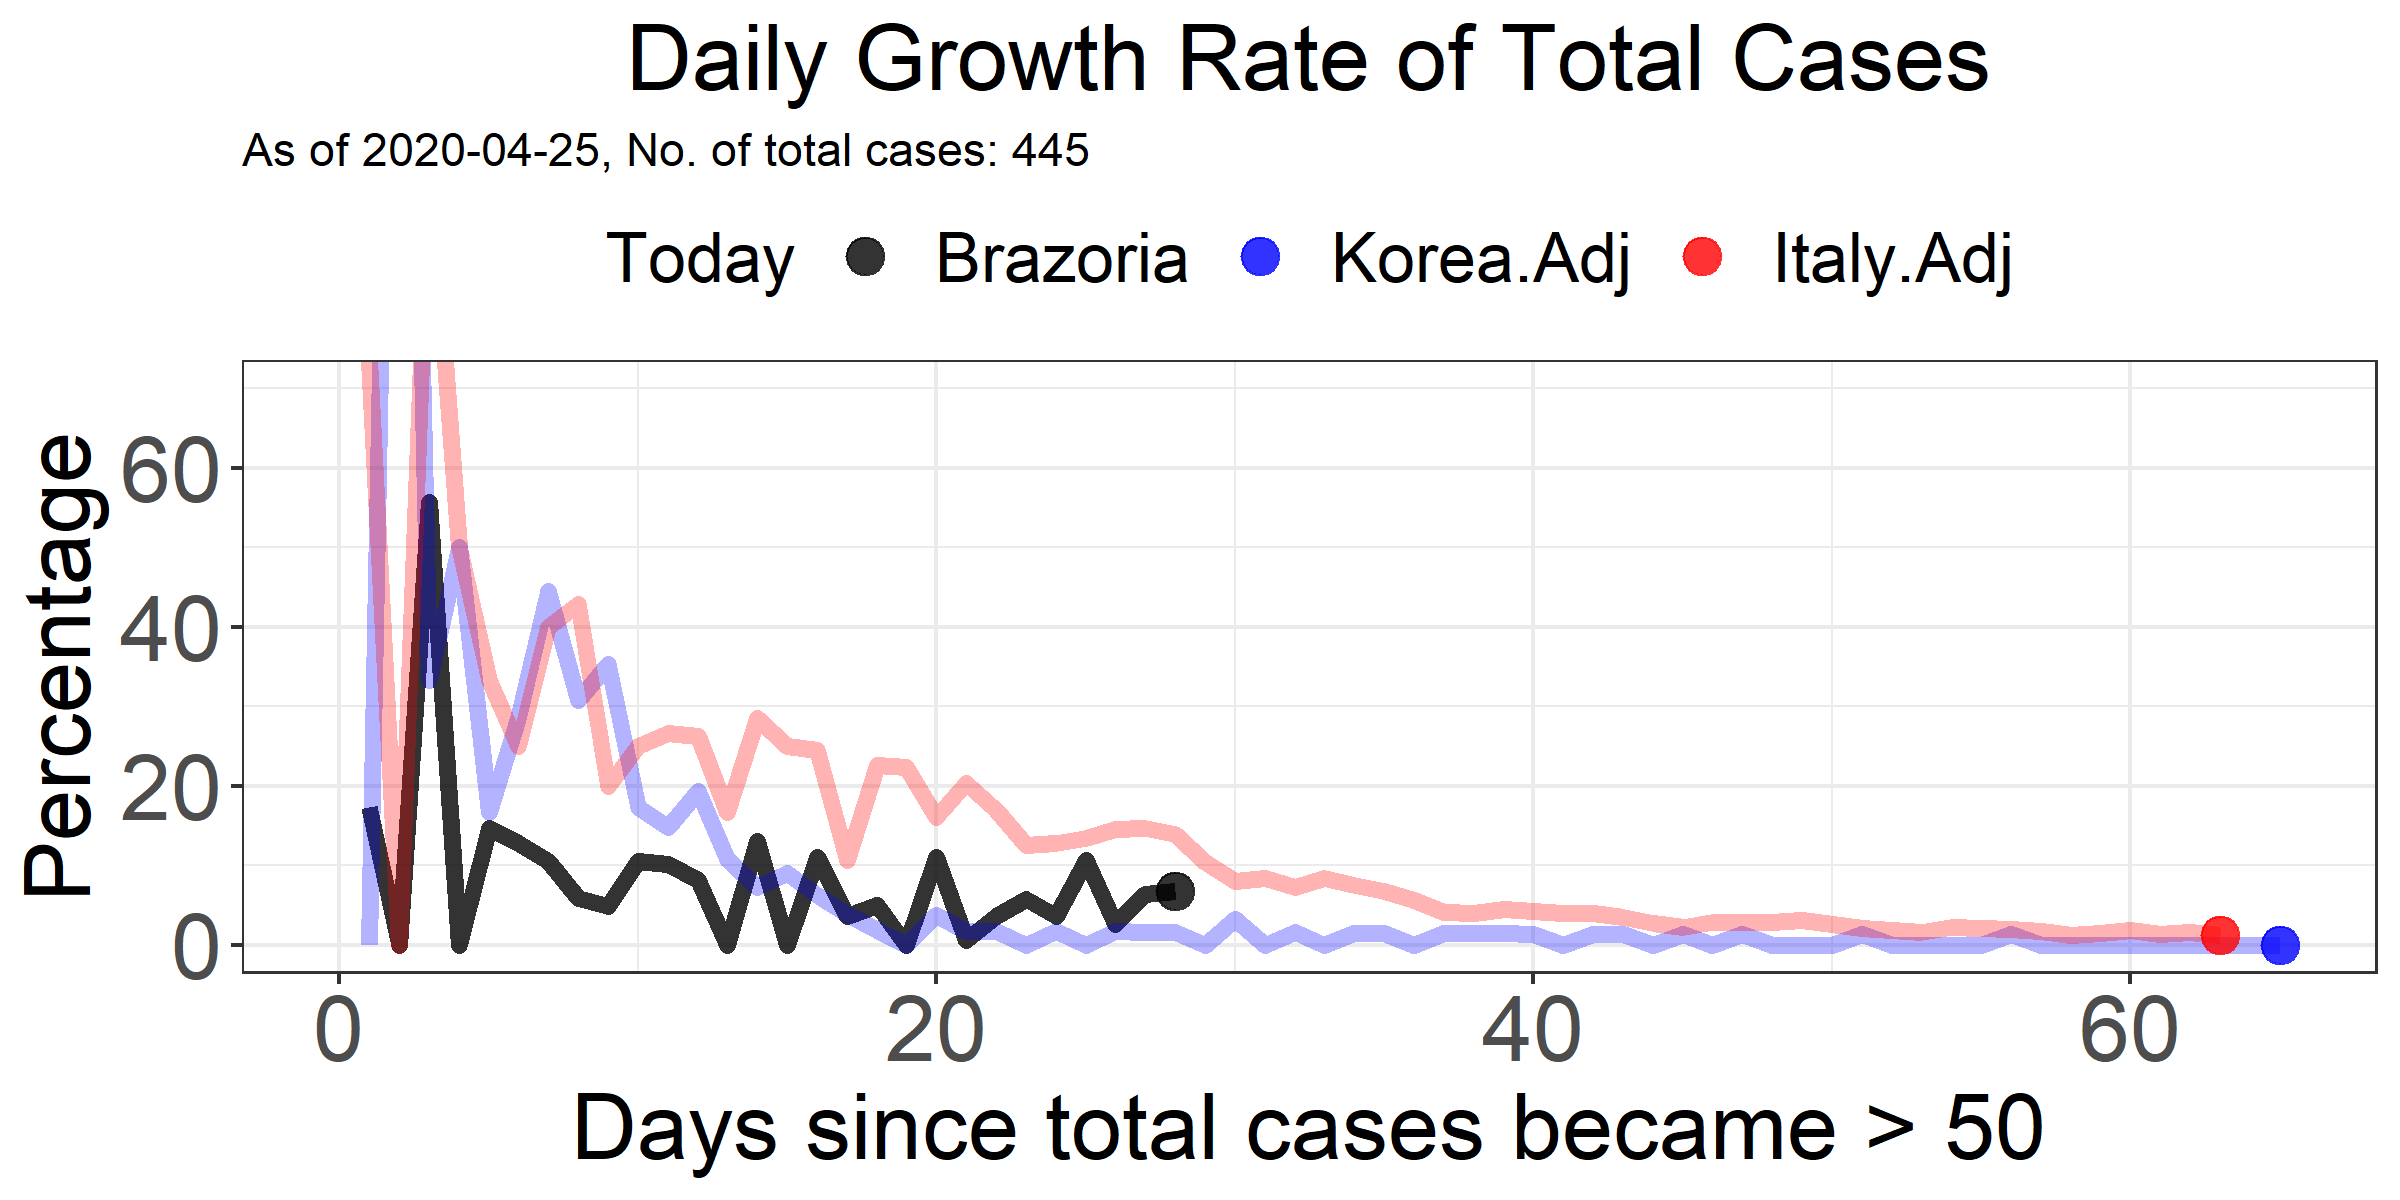 Daily Growth Rate of Total Cases
As of 2020-04-25, No. of total cases: 445
Today Brazoria Korea.Adj Italy.Adj
Percentage
60
40
20
0
0 20 40 60
Days since total cases became > 50